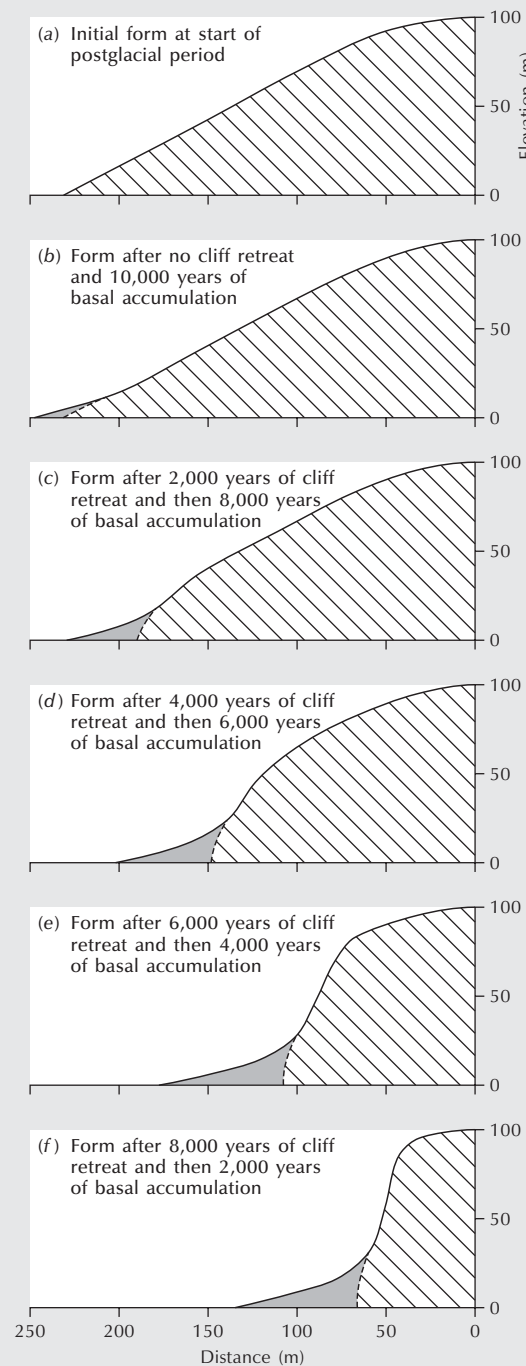 (a) Initial form at start of
postglacial period
100
50
0
Elevation (m)
(b) Form after no cliff retreat
and 10,000 years of
basal accumulation
100
50
0
(c) Form after 2,000 years of cliff
retreat and then 8,000 years
of basal accumulation
100
50
0
(d) Form after 4,000 years of cliff
retreat and then 6,000 years
of basal accumulation
100
50
0
(e) Form after 6,000 years of cliff
retreat and then 4,000 years
of basal accumulation
100
50
0
(f) Form after 8,000 years of cliff
retreat and then 2,000 years
of basal accumulation
100
50
0
250 200 150 100 50 0
Distance (m)